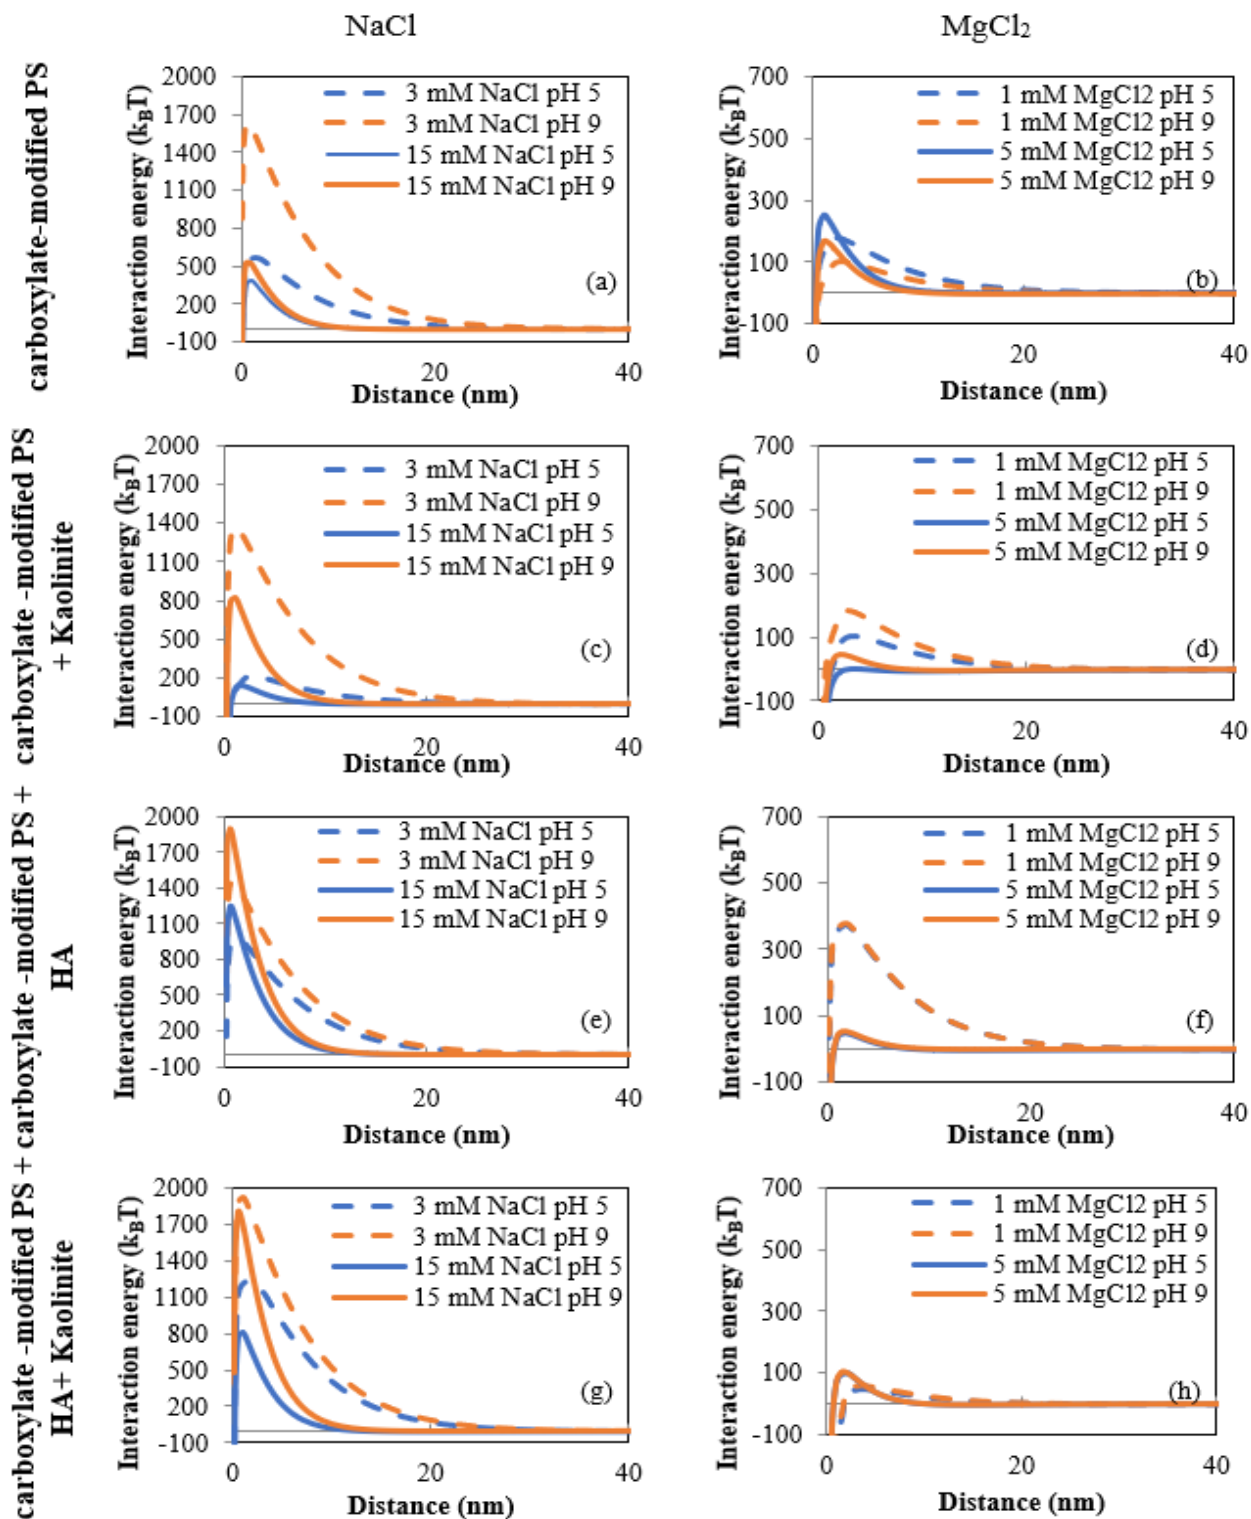 NaCl
MgCl₂
carboxylate-modified PS
Interaction energy (kBT)
2000
1700
1400
1100
800
500
200
-100
3 mM NaCl pH 5
3 mM NaCl pH 9
15 mM NaCl pH 5
15 mM NaCl pH 9
(a)
0
20
40
Distance (nm)
Interaction energy (kBT)
700
500
300
100
-100
1 mM MgCl2 pH 5
1 mM MgCl2 pH 9
5 mM MgCl2 pH 5
5 mM MgCl2 pH 9
(b)
0
20
40
Distance (nm)
carboxylate -modified PS
+ Kaolinite
Interaction energy (kBT)
2000
1700
1400
1100
800
500
200
-100
3 mM NaCl pH 5
3 mM NaCl pH 9
15 mM NaCl pH 5
15 mM NaCl pH 9
(c)
0
20
40
Distance (nm)
Interaction energy (kBT)
700
500
300
100
-100
1 mM MgCl2 pH 5
1 mM MgCl2 pH 9
5 mM MgCl2 pH 5
5 mM MgCl2 pH 9
(d)
0
20
40
Distance (nm)
carboxylate -modified PS +
HA
Interaction energy (kBT)
2000
1700
1400
1100
800
500
200
-100
3 mM NaCl pH 5
3 mM NaCl pH 9
15 mM NaCl pH 5
15 mM NaCl pH 9
(e)
0
20
40
Distance (nm)
Interaction energy (kBT)
700
500
300
100
-100
1 mM MgCl2 pH 5
1 mM MgCl2 pH 9
5 mM MgCl2 pH 5
5 mM MgCl2 pH 9
(f)
0
20
40
Distance (nm)
carboxylate -modified PS +
HA+ Kaolinite
Interaction energy (kBT)
2000
1700
1400
1100
800
500
200
-100
3 mM NaCl pH 5
3 mM NaCl pH 9
15 mM NaCl pH 5
15 mM NaCl pH 9
(g)
0
20
40
Distance (nm)
Interaction energy (kBT)
700
500
300
100
-100
1 mM MgCl2 pH 5
1 mM MgCl2 pH 9
5 mM MgCl2 pH 5
5 mM MgCl2 pH 9
(h)
0
20
40
Distance (nm)